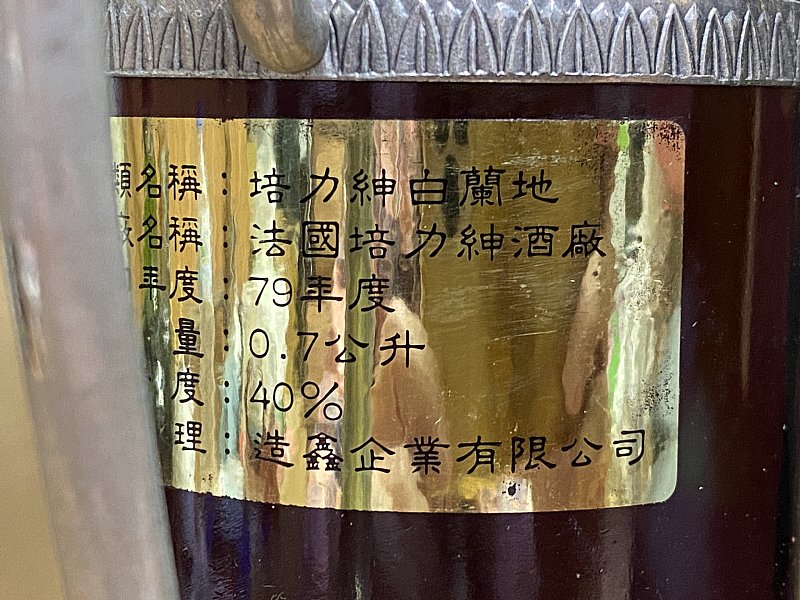 類名稱：培力紳白蘭地
廠名稱：法國培力紳酒廠
年度：79年度
量：0.7公升
度：40%
理：造鑫企業有限公司